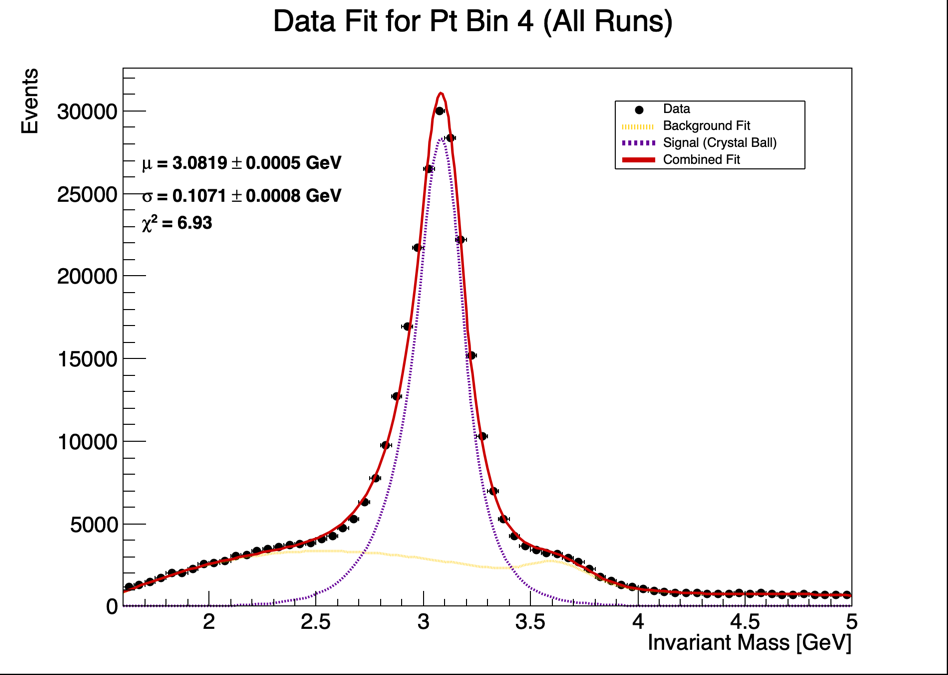 Data Fit for Pt Bin 4 (All Runs)
Events
30000
25000
20000
15000
10000
5000
0
μ = 3.0819 ± 0.0005 GeV
σ = 0.1071 ± 0.0008 GeV
χ² = 6.93
Data
Background Fit
Signal (Crystal Ball)
Combined Fit
2 2.5 3 3.5 4 4.5 5
Invariant Mass [GeV]